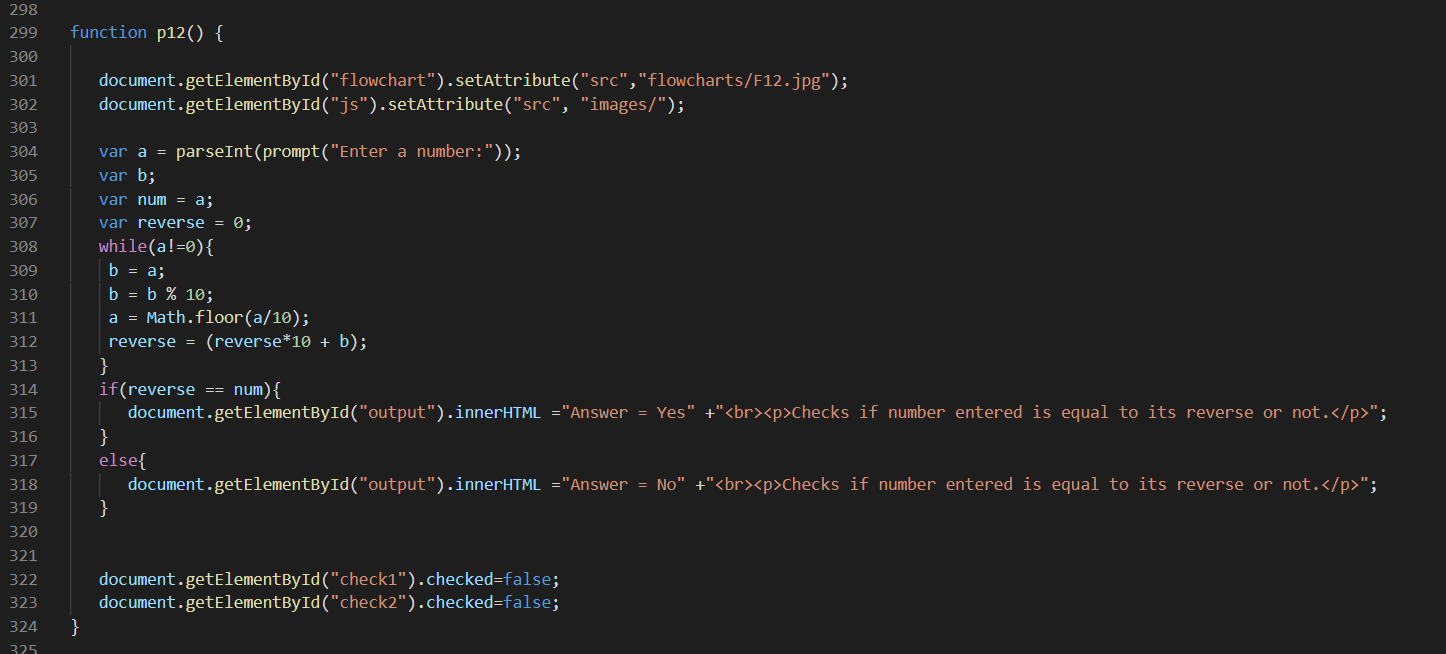 298
299 function p12() {
300
301 document.getElementById("flowchart").setAttribute("src","flowcharts/F12.jpg");
302 document.getElementById("js").setAttribute("src", "images/");
303
304 var a = parseInt(prompt("Enter a number:"));
305 var b;
306 var num = a;
307 var reverse = 0;
308 while(a!=0){
309 b = a;
310 b = b % 10;
311 a = Math.floor(a/10);
312 reverse = (reverse*10 + b);
313 }
314 if(reverse == num){
315 document.getElementById("output").innerHTML ="Answer = Yes" +"<br><p>Checks if number entered is equal to its reverse or not.</p>";
316 }
317 else{
318 document.getElementById("output").innerHTML ="Answer = No" +"<br><p>Checks if number entered is equal to its reverse or not.</p>";
319 }
320
321
322 document.getElementById("check1").checked=false;
323 document.getElementById("check2").checked=false;
324 }
325